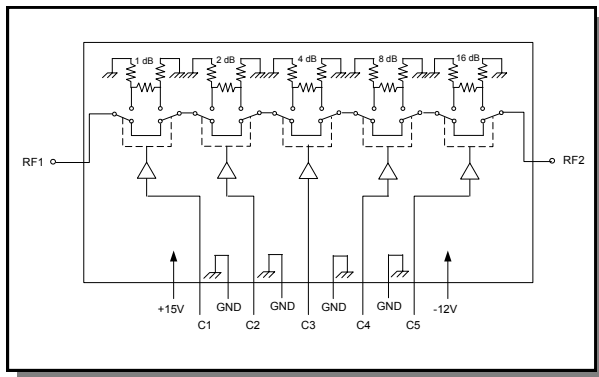 1 dB 2 dB 4 dB 8 dB 16 dB
RF1 RF2
+15V GND GND GND GND -12V
C1 C2 C3 C4 C5